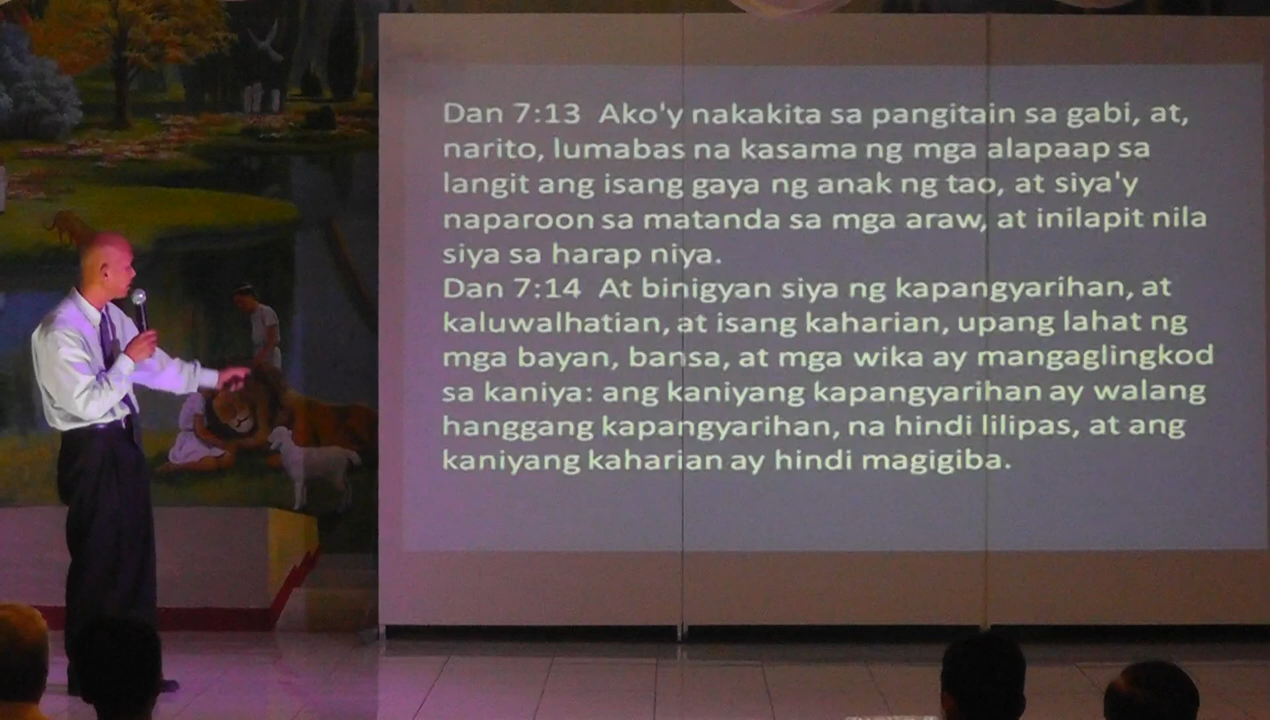 Dan 7:13 Ako'y nakakita sa pangitain sa gabi, at,
narito, lumabas na kasama ng mga alapaap sa
langit ang isang gaya ng anak ng tao, at siya'y
naparoon sa matanda sa mga araw, at inilapit nila
siya sa harap niya.
Dan 7:14 At binigyan siya ng kapangyarihan, at
kaluwalhatian, at isang kaharian, upang lahat ng
mga bayan, bansa, at mga wika ay mangaglingkod
sa kaniya: ang kaniyang kapangyarihan ay walang
hanggang kapangyarihan, na hindi lilipas, at ang
kaniyang kaharian ay hindi magigiba.